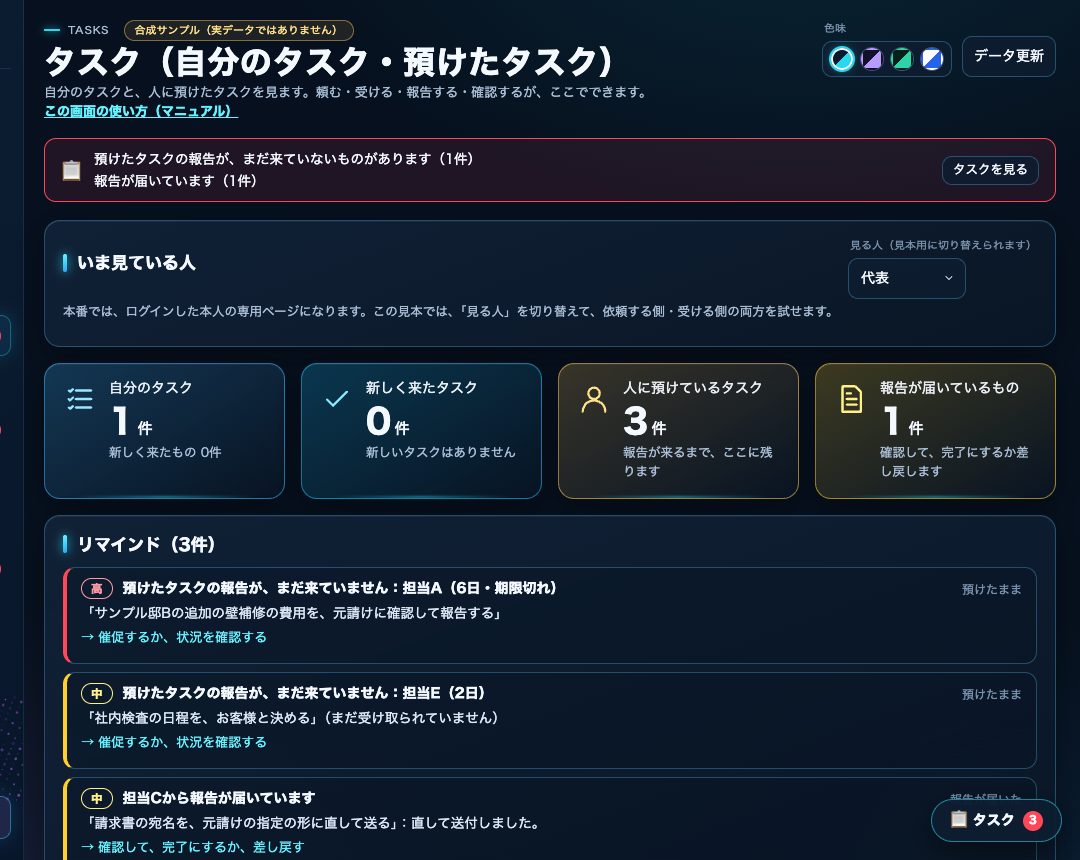 TASKS
合成サンプル（実データではありません）
タスク（自分のタスク・預けたタスク）
自分のタスクと、人に預けたタスクを見ます。頼む・受ける・報告する・確認するが、ここでできます。
この画面の使い方（マニュアル）
色味
データ更新
預けたタスクの報告が、まだ来ていないものがあります（1件）
報告が届いています（1件）
タスクを見る
いま見ている人
見る人（見本用に切り替えられます）
代表
本番では、ログインした本人の専用ページになります。この見本では、「見る人」を切り替えて、依頼する側・受ける側の両方を試せます。
自分のタスク
1 件
新しく来たもの 0件
新しく来たタスク
0 件
新しいタスクはありません
人に預けているタスク
3 件
報告が来るまで、ここに残
ります
報告が届いているもの
1 件
確認して、完了にするか差
し戻します
リマインド（3件）
高 預けたタスクの報告が、まだ来ていません：担当A（6日・期限切れ）
預けたまま
「サンプル邸Bの追加の壁補修の費用を、元請けに確認して報告する」
→ 催促するか、状況を確認する
中 預けたタスクの報告が、まだ来ていません：担当E（2日）
預けたまま
「社内検査の日程を、お客様と決める」（まだ受け取られていません）
→ 催促するか、状況を確認する
中 担当Cから報告が届いています
報告が届いた
「請求書の宛名を、元請けの指定の形に直して送る」：直して送付しました。
→ 確認して、完了にするか、差し戻す
タスク 3